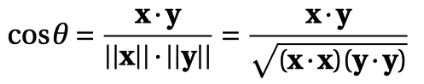 cosθ = x·y / ||x||·||y|| = x·y / √(x·x)(y·y)